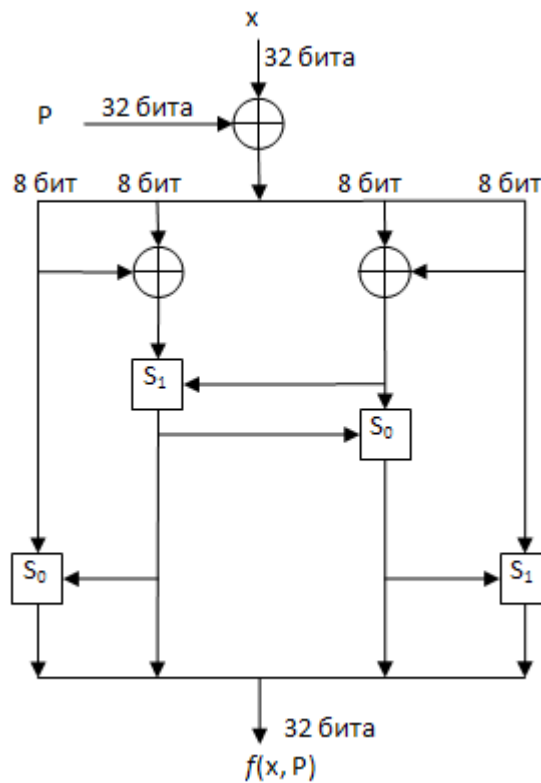 x
32 бита
P
32 бита
8 бит 8 бит 8 бит 8 бит
S₁
S₀
S₀
S₁
32 бита
f(x, P)